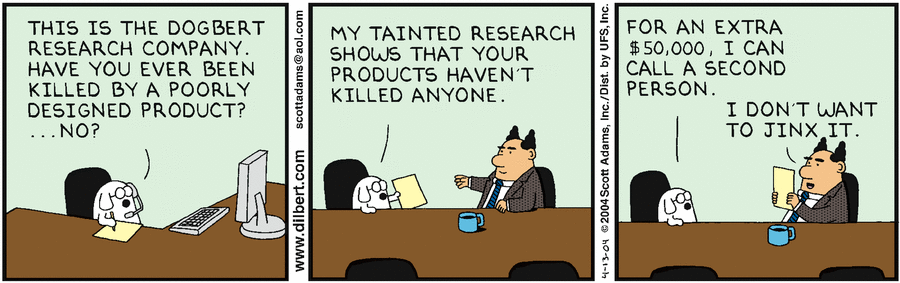 THIS IS THE DOGBERT
RESEARCH COMPANY.
HAVE YOU EVER BEEN
KILLED BY A POORLY
DESIGNED PRODUCT?
...NO?
www.dilbert.com
scottadams@aol.com
MY TAINTED RESEARCH
SHOWS THAT YOUR
PRODUCTS HAVEN'T
KILLED ANYONE.
4-13-04 © 2004 Scott Adams, Inc./Dist. by UFS, Inc.
FOR AN EXTRA
$50,000, I CAN
CALL A SECOND
PERSON.
I DON'T WANT
TO JINX IT.